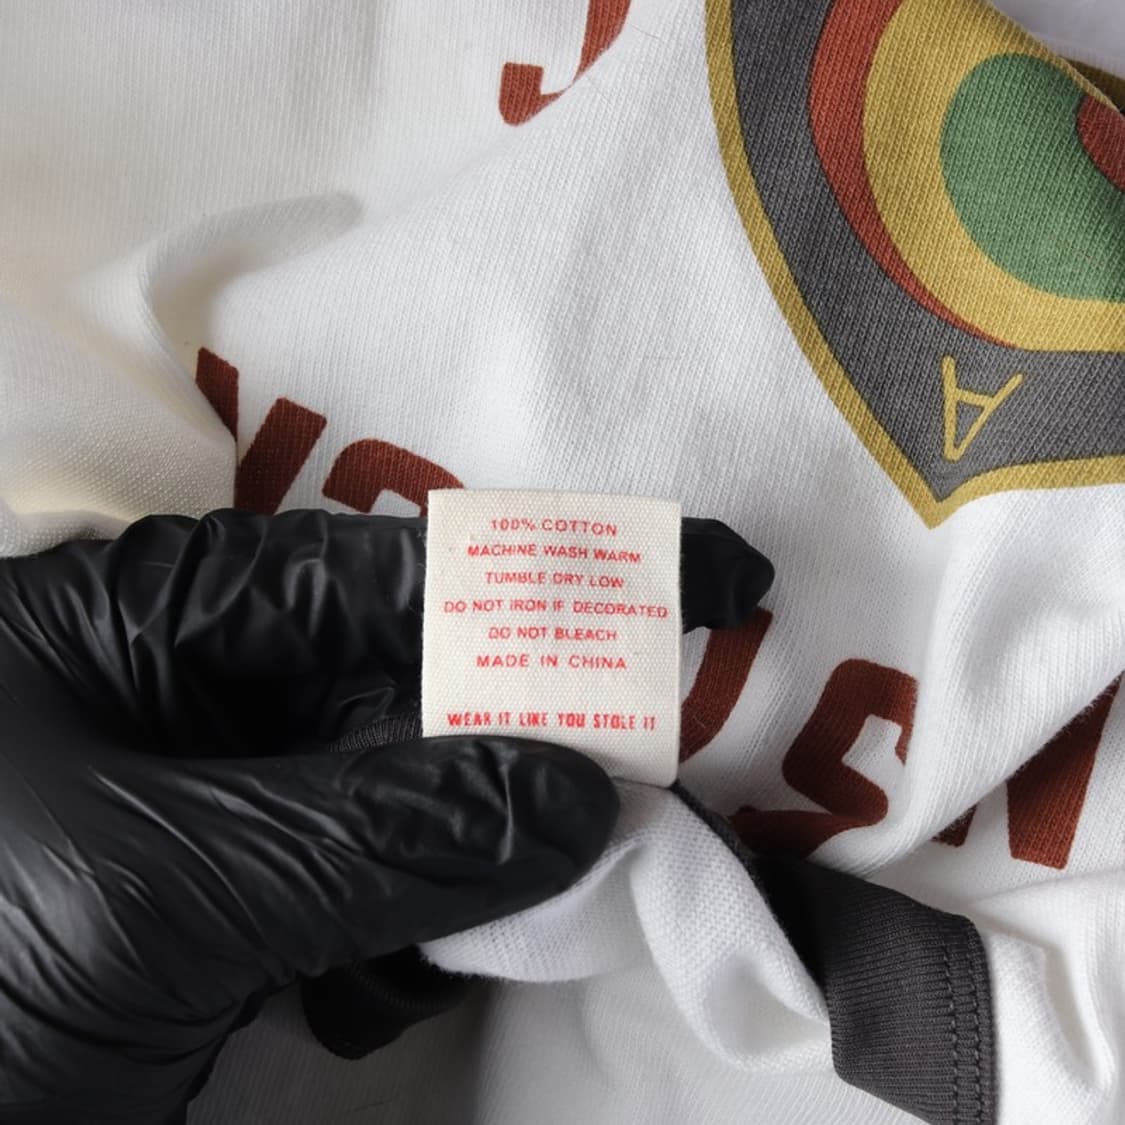 100% COTTON
MACHINE WASH WARM
TUMBLE DRY LOW
DO NOT IRON IF DECORATED
DO NOT BLEACH
MADE IN CHINA
WEAR IT LIKE YOU STOLE IT
A